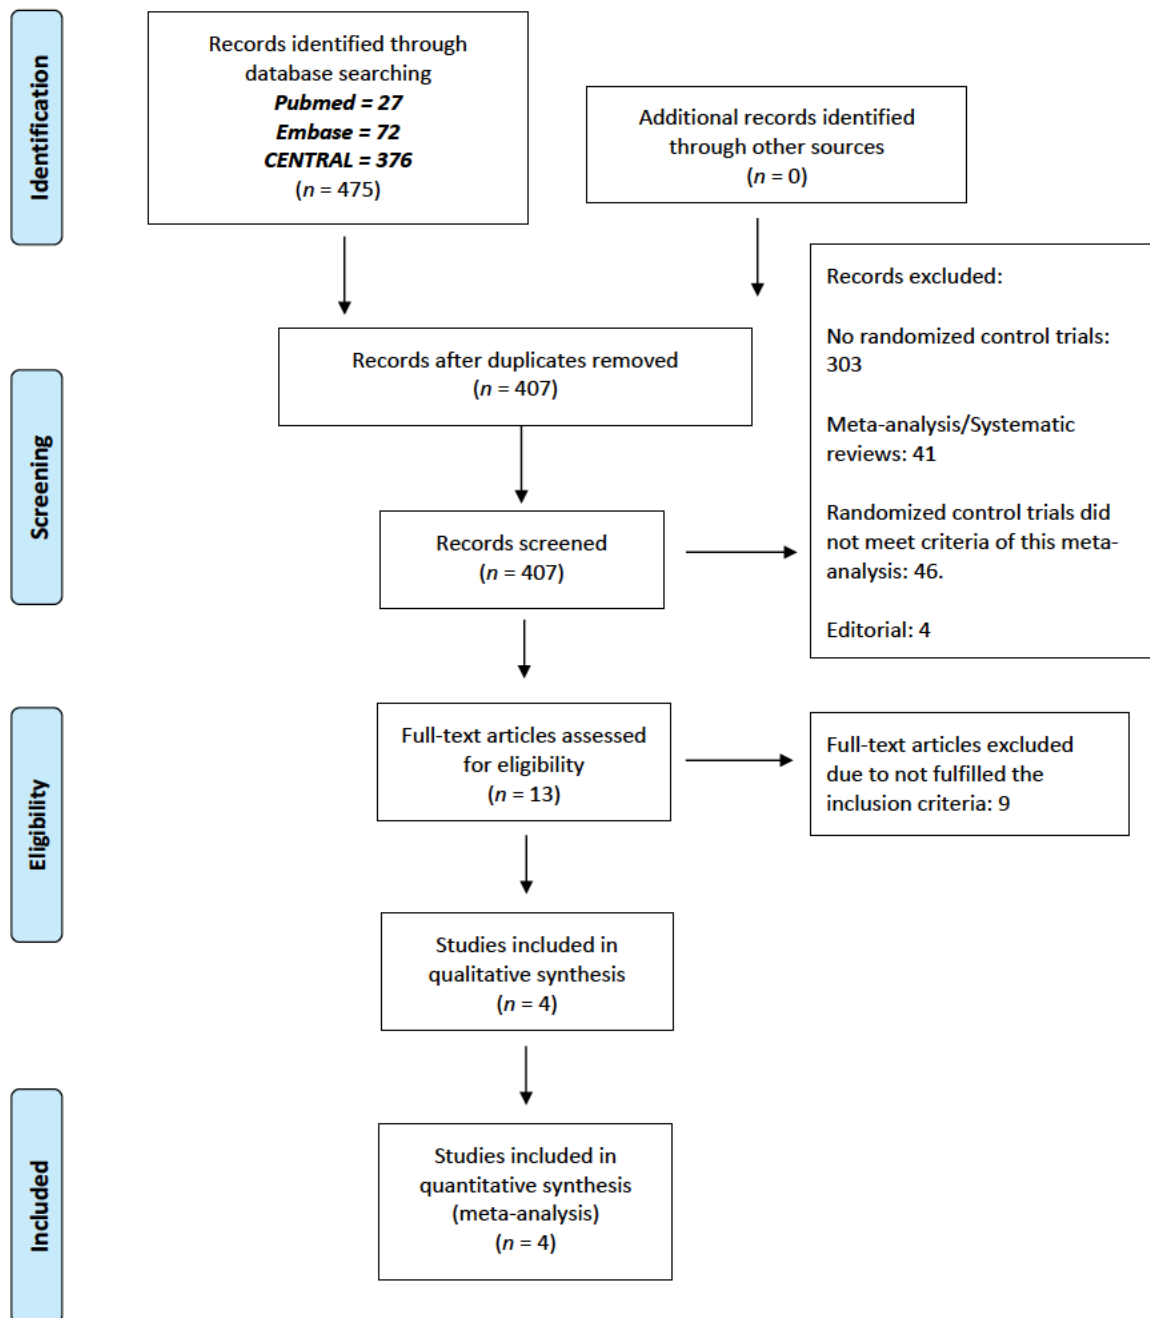 Identification
Records identified through
database searching
Pubmed = 27
Embase = 72
CENTRAL = 376
(n = 475)
Additional records identified
through other sources
(n = 0)
Records excluded:
No randomized control trials:
303
Meta-analysis/Systematic
reviews: 41
Randomized control trials did
not meet criteria of this meta-
analysis: 46.
Editorial: 4
Screening
Records after duplicates removed
(n = 407)
Records screened
(n = 407)
Eligibility
Full-text articles assessed
for eligibility
(n = 13)
Full-text articles excluded
due to not fulfilled the
inclusion criteria: 9
Studies included in
qualitative synthesis
(n = 4)
Included
Studies included in
quantitative synthesis
(meta-analysis)
(n = 4)